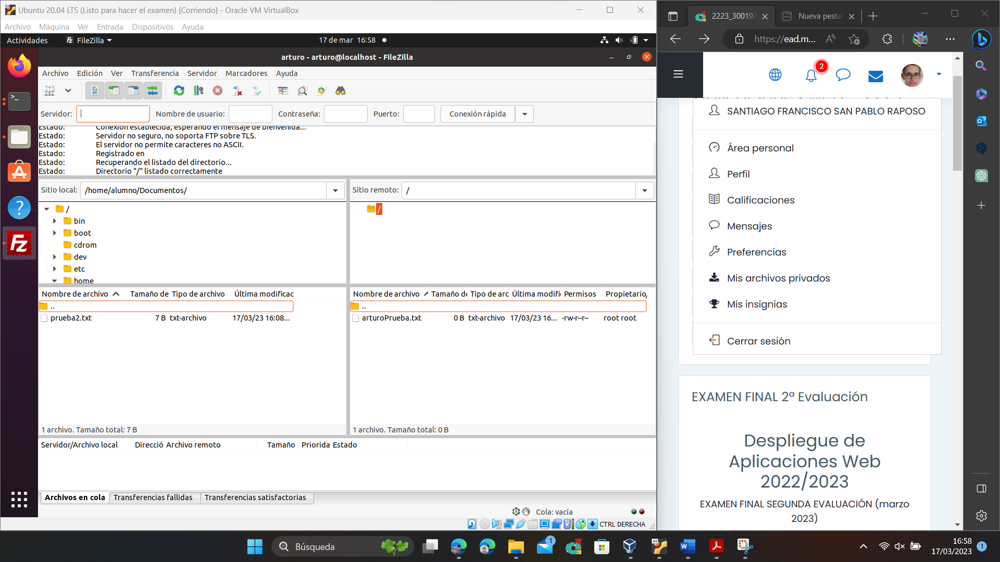 Ubuntu 20.04 LTS (Listo para hacer el examen) [Corriendo] - Oracle VM VirtualBox
Archivo Máquina Ver Entrada Dispositivos Ayuda
Actividades FileZilla 17 de mar 16:58
arturo - arturo@localhost - FileZilla
Archivo Edición Ver Transferencia Servidor Marcadores Ayuda
Servidor: Nombre de usuario: Contraseña: Puerto: Conexión rápida
Estado: Conexión establecida, esperando el mensaje de bienvenida...
Estado: Servidor no seguro, no soporta FTP sobre TLS.
Estado: El servidor no permite caracteres no ASCII.
Estado: Registrado en
Estado: Recuperando el listado del directorio...
Estado: Directorio "/" listado correctamente
Sitio local: /home/alumno/Documentos/
/
bin
boot
cdrom
dev
etc
home
Sitio remoto: /
/
Nombre de archivo Tamaño de Tipo de archivo Última modificac
..
prueba2.txt 7 B txt-archivo 17/03/23 16:08...
1 archivo. Tamaño total: 7 B
Nombre de archivo Tamaño de Tipo de arc Última modifi Permisos Propietario/
..
arturoPrueba.txt 0 B txt-archivo 17/03/23 16... -rw-r--r-- root root
1 archivo. Tamaño total: 0 B
Servidor/Archivo local Direcció Archivo remoto Tamaño Priorida Estado
Archivos en cola Transferencias fallidas Transferencias satisfactorias
Cola: vacía
CTRL DERECHA
2223_300197 Nueva pesta
https://ead.m...
2
SANTIAGO FRANCISCO SAN PABLO RAPOSO
Área personal
Perfil
Calificaciones
Mensajes
Preferencias
Mis archivos privados
Mis insignias
Cerrar sesión
EXAMEN FINAL 2ª Evaluación
Despliegue de
Aplicaciones Web
2022/2023
EXAMEN FINAL SEGUNDA EVALUACIÓN (marzo
2023)
Búsqueda
1
16:58
17/03/2023
1